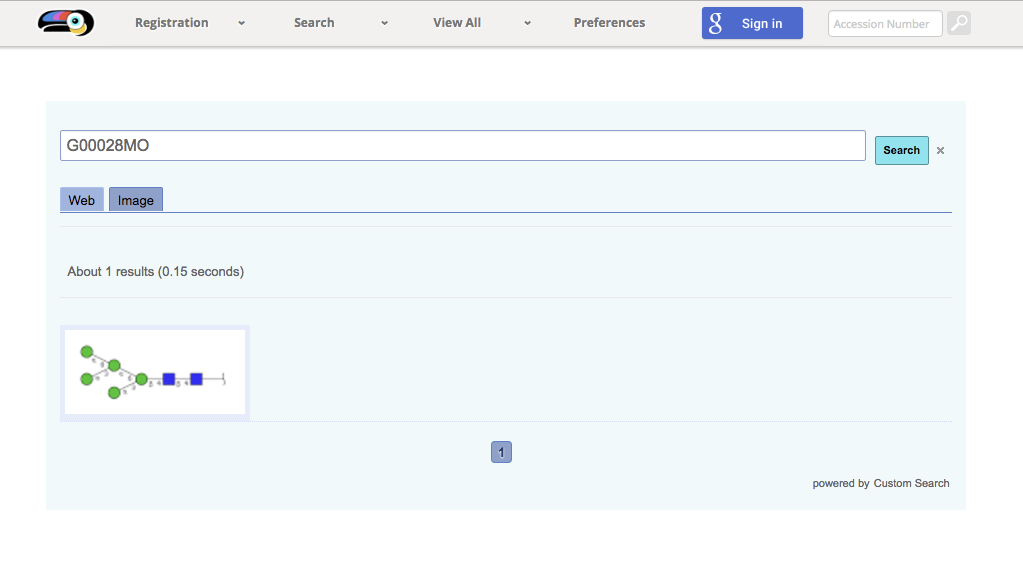 Registration
Search
View All
Preferences
Sign in
Accession Number
G00028MO
Search
×
Web
Image
About 1 results (0.15 seconds)
1
powered by Custom Search